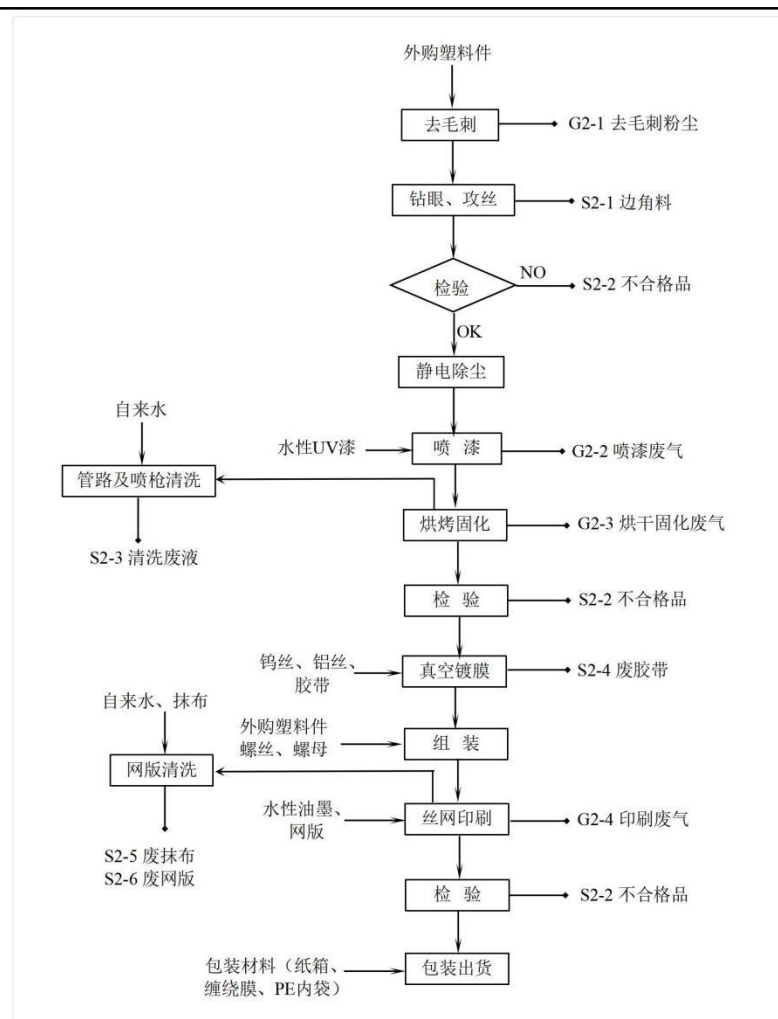 外购塑料件
去毛刺
G2-1 去毛刺粉尘
钻眼、攻丝
S2-1 边角料
检验
NO
S2-2 不合格品
OK
静电除尘
自来水
水性UV漆
喷 漆
G2-2 喷漆废气
管路及喷枪清洗
烘烤固化
G2-3 烘干固化废气
S2-3 清洗废液
检 验
S2-2 不合格品
钨丝、铝丝、
胶带
真空镀膜
S2-4 废胶带
自来水、抹布
外购塑料件
螺丝、螺母
组 装
网版清洗
水性油墨、
网版
丝网印刷
G2-4 印刷废气
S2-5 废抹布
S2-6 废网版
检 验
S2-2 不合格品
包装材料（纸箱、
缠绕膜、PE内袋）
包装出货